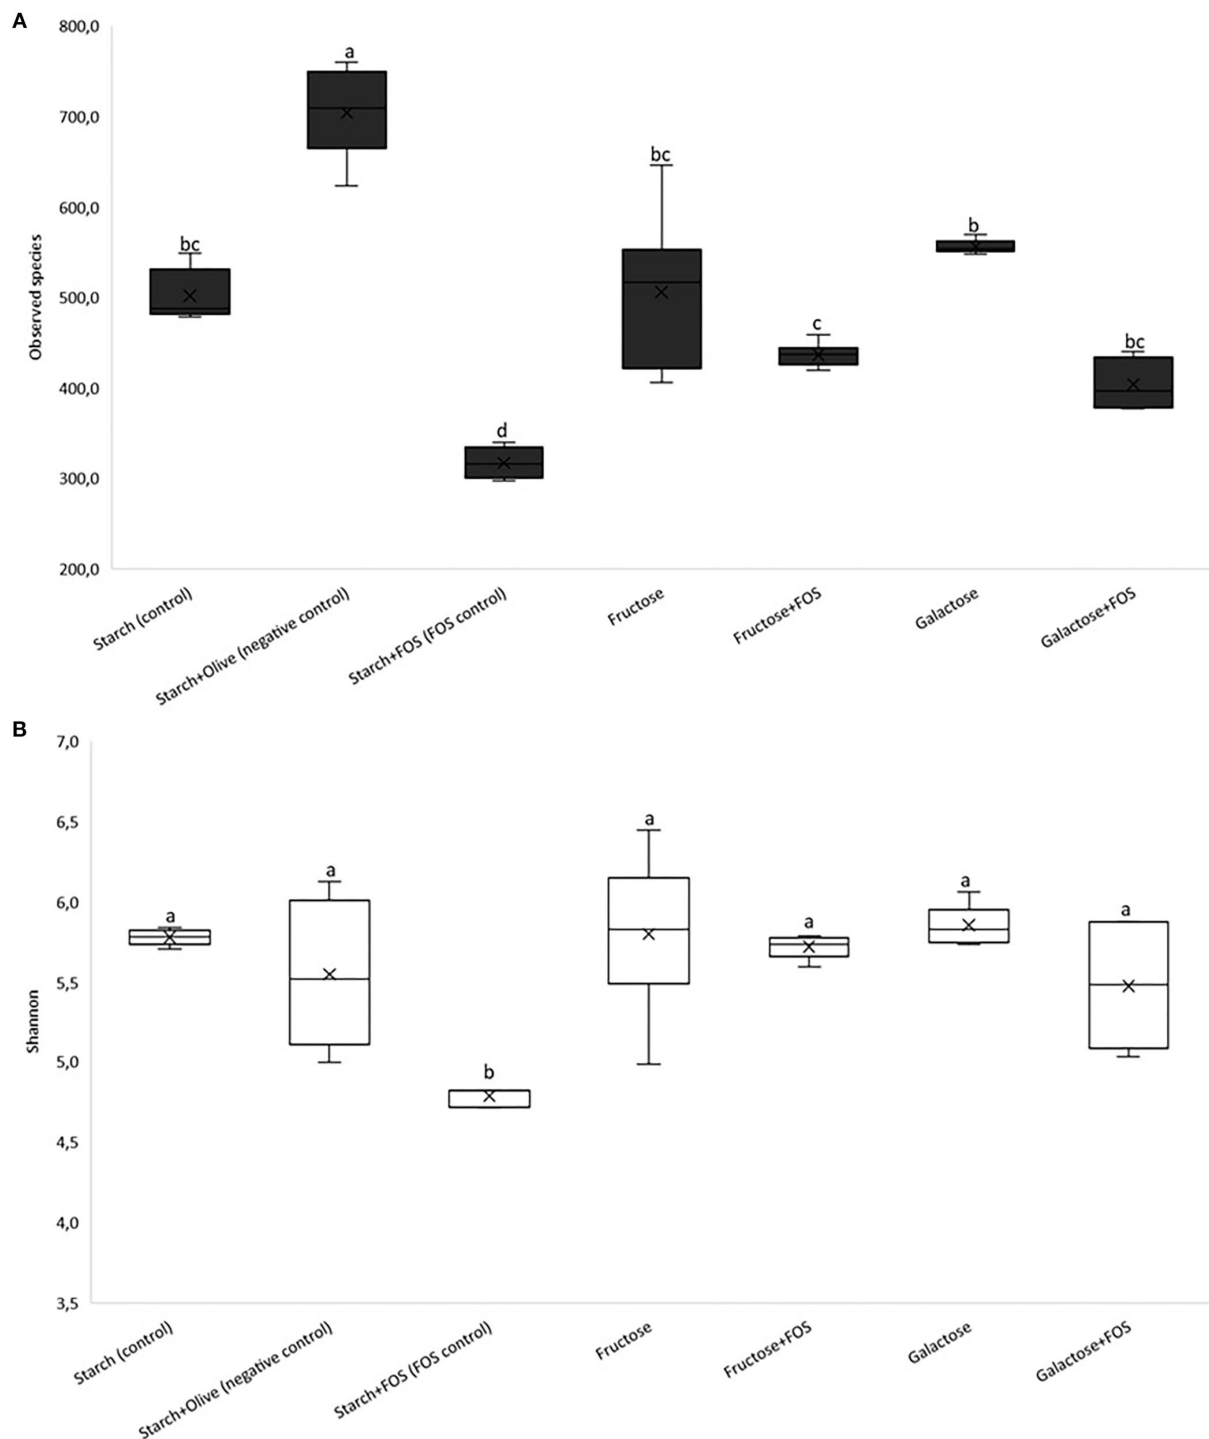 A
800,0
700,0
600,0
500,0
400,0
300,0
200,0
Observed species
bc
a
d
bc
c
b
bc
Starch (control)
Starch+Olive (negative control)
Starch+FOS (FOS control)
Fructose
Fructose+FOS
Galactose
Galactose+FOS
B
7,0
6,5
6,0
5,5
5,0
4,5
4,0
3,5
Shannon
a
a
b
a
a
a
a
Starch (control)
Starch+Olive (negative control)
Starch+FOS (FOS control)
Fructose
Fructose+FOS
Galactose
Galactose+FOS